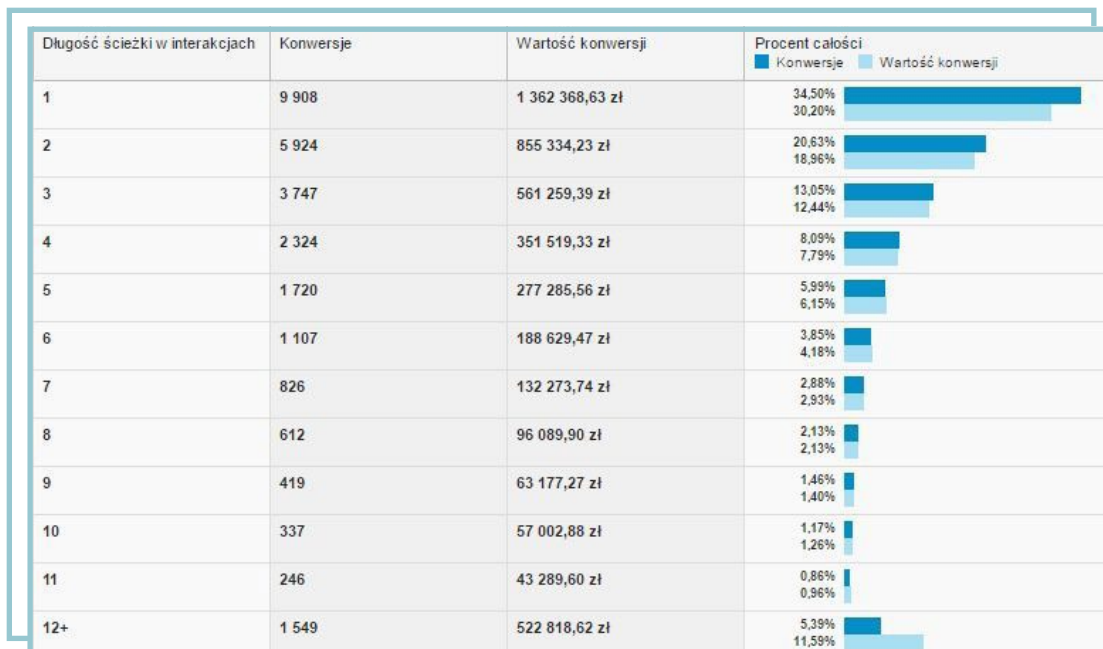 Długość ścieżki w interakcjach Konwersje Wartość konwersji Procent całości
Konwersje Wartość konwersji
1 9 908 1 362 368,63 zł 34,50%
30,20%
2 5 924 855 334,23 zł 20,63%
18,96%
3 3 747 561 259,39 zł 13,05%
12,44%
4 2 324 351 519,33 zł 8,09%
7,79%
5 1 720 277 285,56 zł 5,99%
6,15%
6 1 107 188 629,47 zł 3,85%
4,18%
7 826 132 273,74 zł 2,88%
2,93%
8 612 96 089,90 zł 2,13%
2,13%
9 419 63 177,27 zł 1,46%
1,40%
10 337 57 002,88 zł 1,17%
1,26%
11 246 43 289,60 zł 0,86%
0,96%
12+ 1 549 522 818,62 zł 5,39%
11,59%